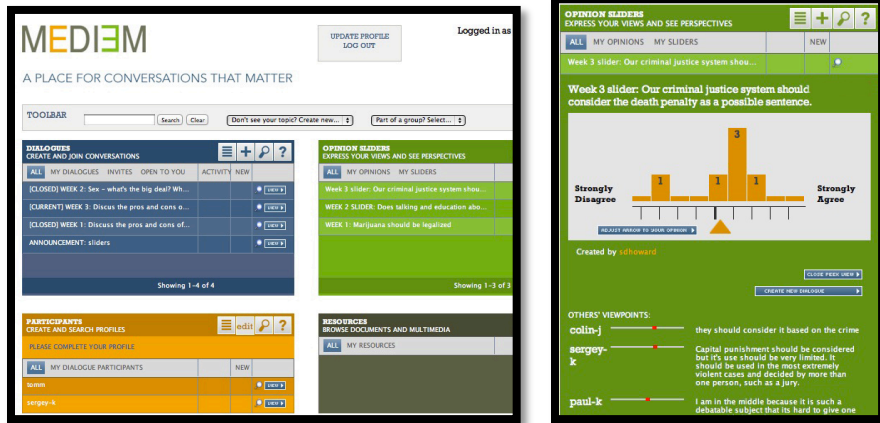 MEDIEM
UPDATE PROFILE
LOG OUT
Logged in as
A PLACE FOR CONVERSATIONS THAT MATTER
TOOLBAR
Search
Clear
Don't see your topic? Create new...
Part of a group? Select...
DIALOGUES
CREATE AND JOIN CONVERSATIONS
?
ALL MY DIALOGUES INVITES OPEN TO YOU ACTIVITY NEW
[CLOSED] WEEK 2: Sex - what's the big deal? Wh... VIEW
[CURRENT] WEEK 3: Discus the pros and cons o... VIEW
[CLOSED] WEEK 1: Discuss the pros and cons of... VIEW
ANNOUNCEMENT: sliders VIEW
Showing 1-4 of 4
OPINION SLIDERS
EXPRESS YOUR VIEWS AND SEE PERSPECTIVES
ALL MY OPINIONS MY SLIDERS
Week 3 slider: Our criminal justice system shou...
WEEK 2 SLIDER: Does talking and education abo...
WEEK 1: Marijuana should be legalized
Showing 1-3 of 3
PARTICIPANTS
CREATE AND SEARCH PROFILES
edit ?
PLEASE COMPLETE YOUR PROFILE
ALL MY DIALOGUE PARTICIPANTS NEW
tomm VIEW
sergey-k VIEW
RESOURCES
BROWSE DOCUMENTS AND MULTIMEDIA
ALL MY RESOURCES
OPINION SLIDERS
EXPRESS YOUR VIEWS AND SEE PERSPECTIVES
+ ?
ALL MY OPINIONS MY SLIDERS NEW
Week 3 slider: Our criminal justice system shou...
Week 3 slider: Our criminal justice system should
consider the death penalty as a possible sentence.
3
1 1 1
Strongly
Disagree
Strongly
Agree
ADJUST ARROW TO YOUR OPINION
Created by sdhoward
CLOSE PEEK VIEW
CREATE NEW DIALOGUE
OTHERS' VIEWPOINTS:
colin-j they should consider it based on the crime
sergey-
k
Capital punishment should be considered
but it's use should be very limited. It
should be used in the most extremely
violent cases and decided by more than
one person, such as a jury.
paul-k I am in the middle because it is such a
debatable subject that its hard to give one